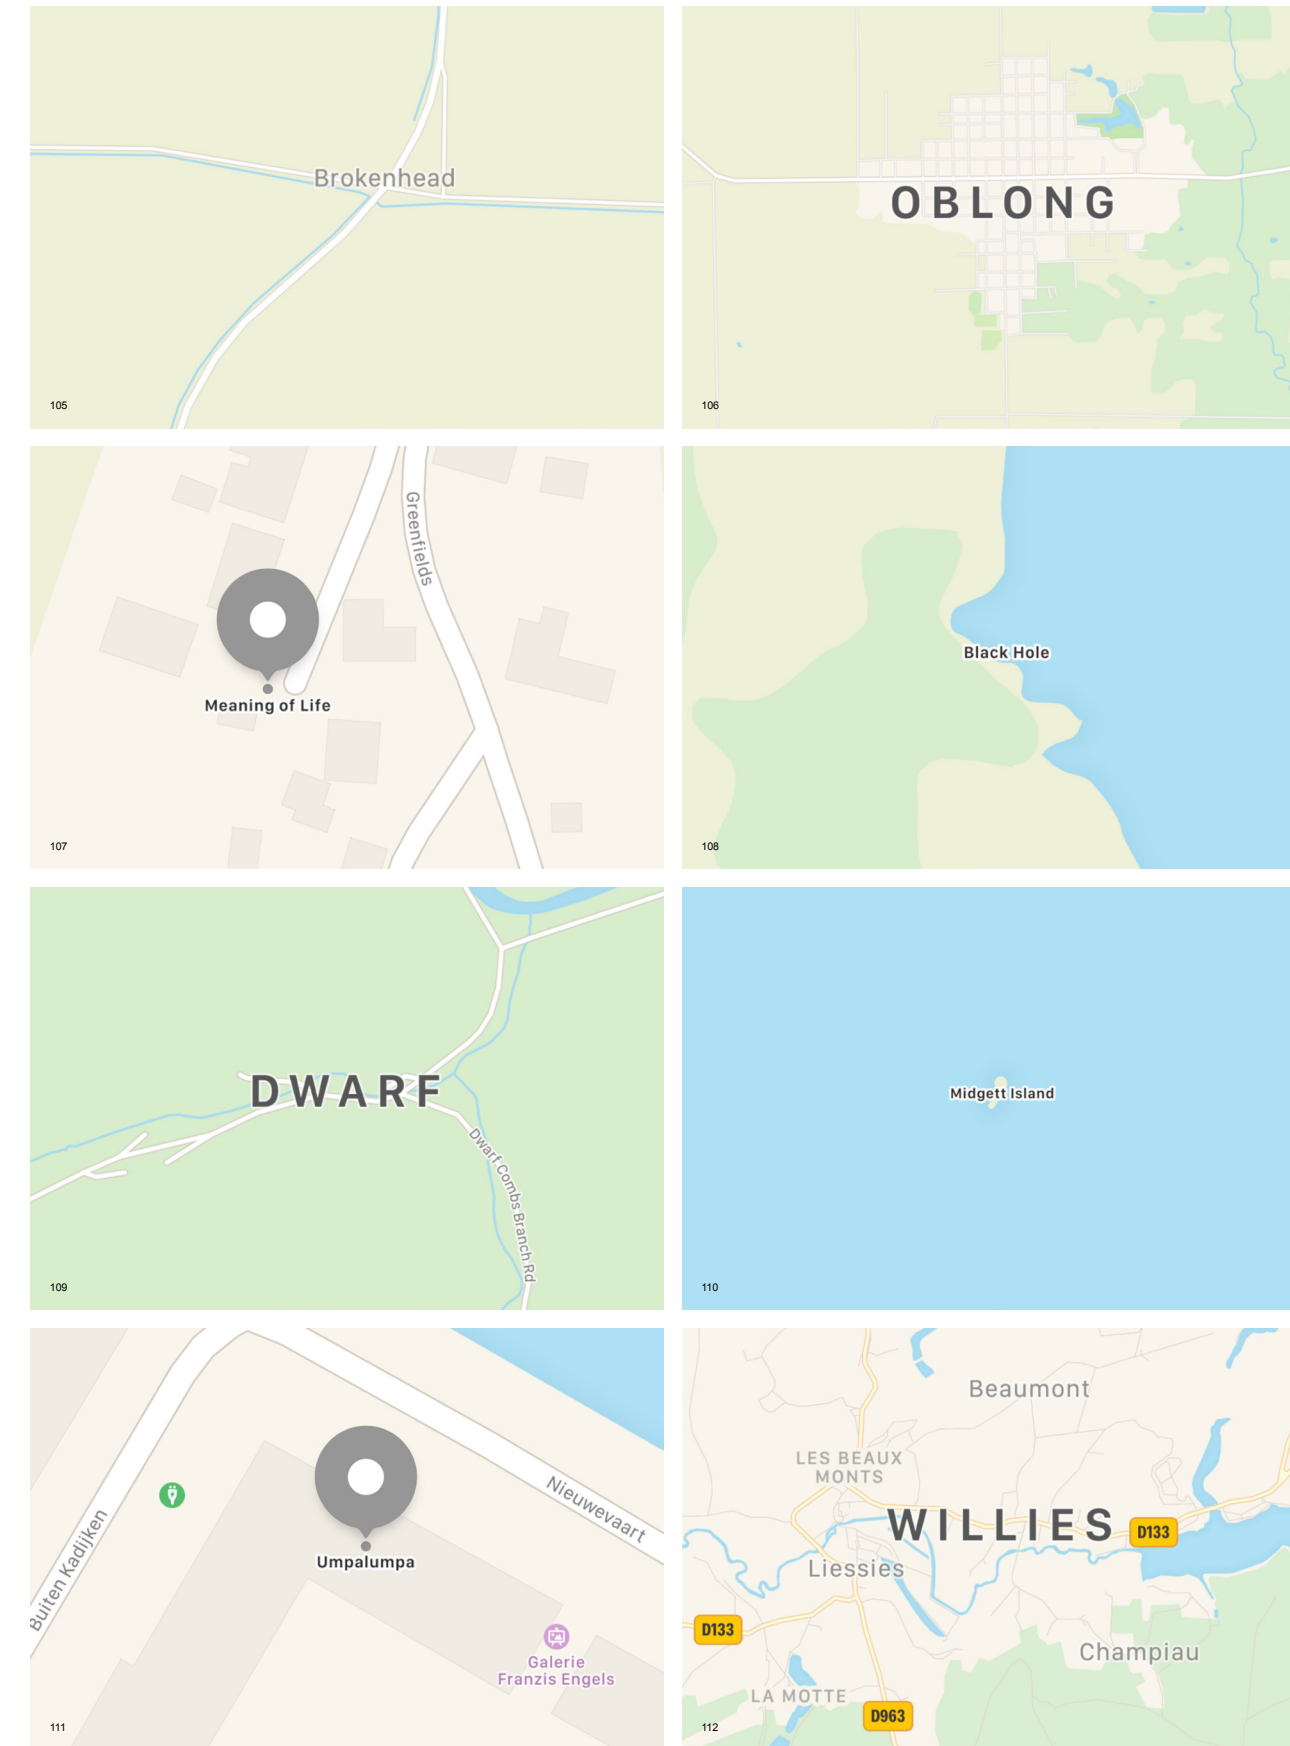 Brokenhead
105
OBLONG
106
Greenfields
Meaning of Life
107
Black Hole
108
DWARF
Dwarf Combs Branch Rd
109
Midgett Island
110
Buiten Kadijken
Nieuwevaart
Umpalumpa
Galerie
Franzis Engels
111
Beaumont
LES BEAUX
MONTS
WILLIES
D133
Liessies
D133
Champiau
LA MOTTE
D963
112